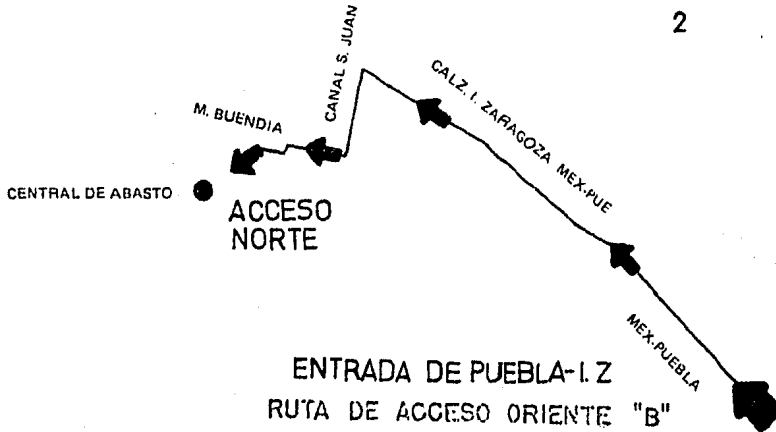 2
CANAL S. JUAN
CALZ. I. ZARAGOZA MEX-PUE
M. BUENDIA
CENTRAL DE ABASTO
ACCESO
NORTE
MEX-PUEBLA
ENTRADA DE PUEBLA-I. Z
RUTA DE ACCESO ORIENTE "B"